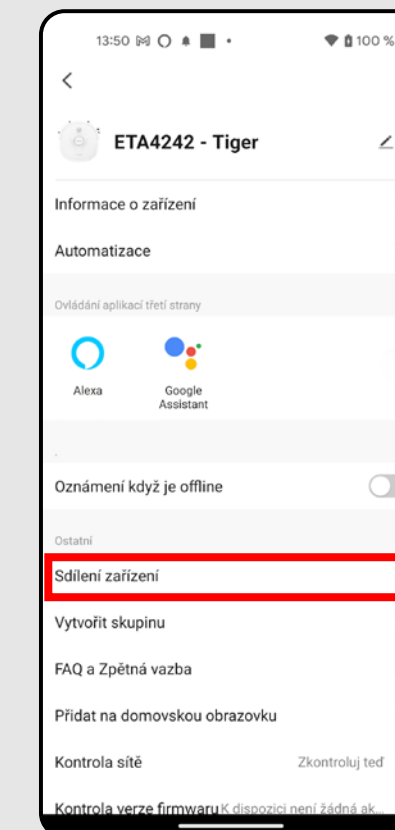 13:50
100 %
ETA4242 - Tiger
Informace o zařízení
Automatizace
Ovládání aplikací třetí strany
Alexa
Google
Assistant
.
Oznámení když je offline
Ostatní
Sdílení zařízení
Vytvořit skupinu
FAQ a Zpětná vazba
Přidat na domovskou obrazovku
Kontrola sítě Zkontroluj teď
Kontrola verze firmwaru K dispozici není žádná ak...